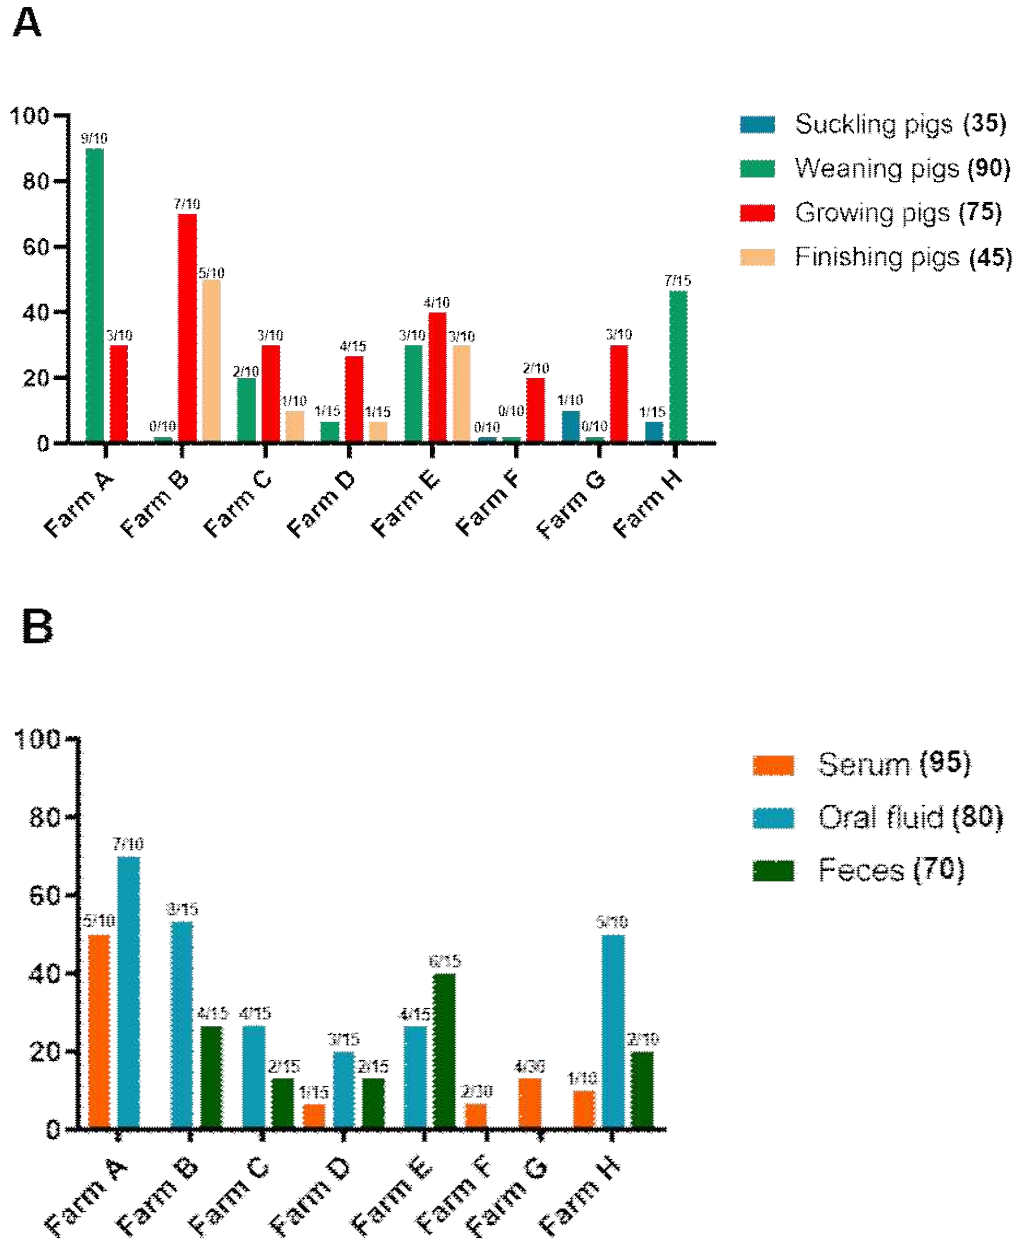 A
100
80
60
40
20
0
9/10
3/10
0/10
7/10
5/10
2/10
3/10
1/10
1/15
4/15
1/15
3/10
4/10
3/10
0/10
0/10
2/10
1/10
0/10
3/10
1/15
7/15
Farm A
Farm B
Farm C
Farm D
Farm E
Farm F
Farm G
Farm H
Suckling pigs (35)
Weaning pigs (90)
Growing pigs (75)
Finishing pigs (45)
B
100
80
60
40
20
0
5/10
7/10
8/15
4/15
4/15
2/15
1/15
3/15
2/15
4/15
6/15
2/30
4/30
1/10
5/10
2/10
Farm A
Farm B
Farm C
Farm D
Farm E
Farm F
Farm G
Farm H
Serum (95)
Oral fluid (80)
Feces (70)